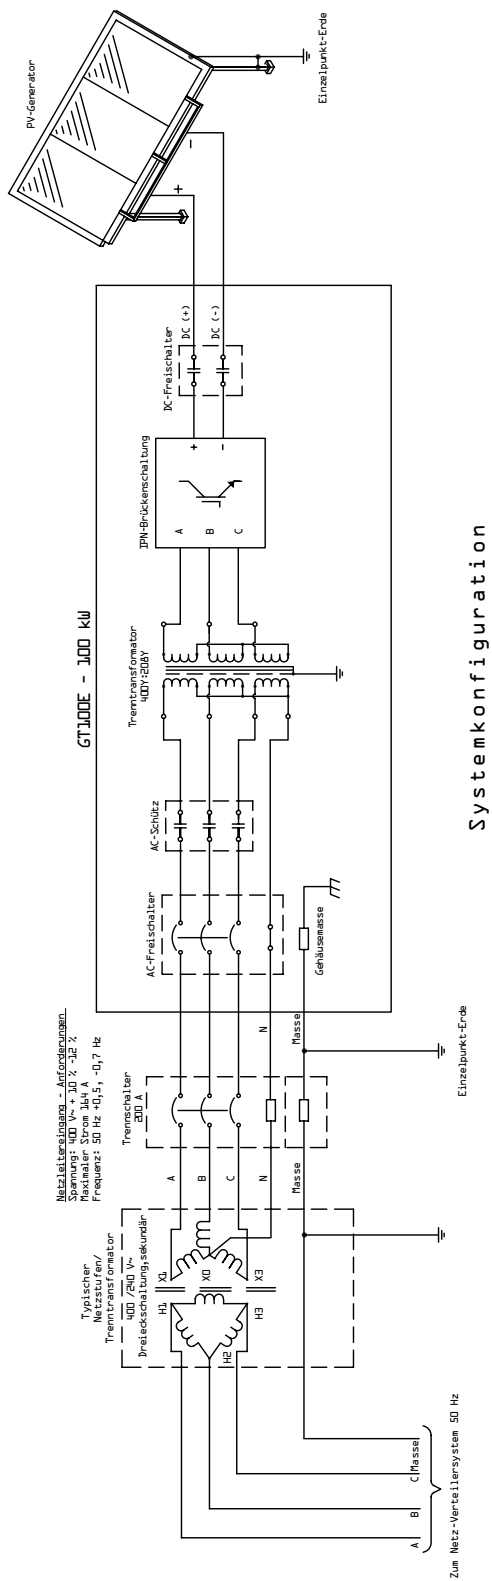 Systemkonfiguration
GT100E - 100 kW
PV-Generator
Einzelpunkt-Erde
+
-
DC (+)
DC (-)
DC-Freischalter
IPN-Brückenschaltung
+
-
A
B
C
Trenntransformator
400Y:208Y
AC-Schütz
AC-Freischalter
Gehäusemasse
N
Masse
Einzelpunkt-Erde
Netzleitereingang - Anforderungen
Spannung: 400 V~ + 10 % -12 %
Maximaler Strom 164 A
Frequenz: 50 Hz +0,5, -0,7 Hz
Trennschalter
200 A
A
B
C
N
Masse
Typischer
Netzstufen/
Trenntransformator
400 /240 V~
Dreieckschaltung,sekundär
H1
X1
X0
H2
H3
EX
A
B
C
Masse
Zum Netz-Verteilersystem 50 Hz